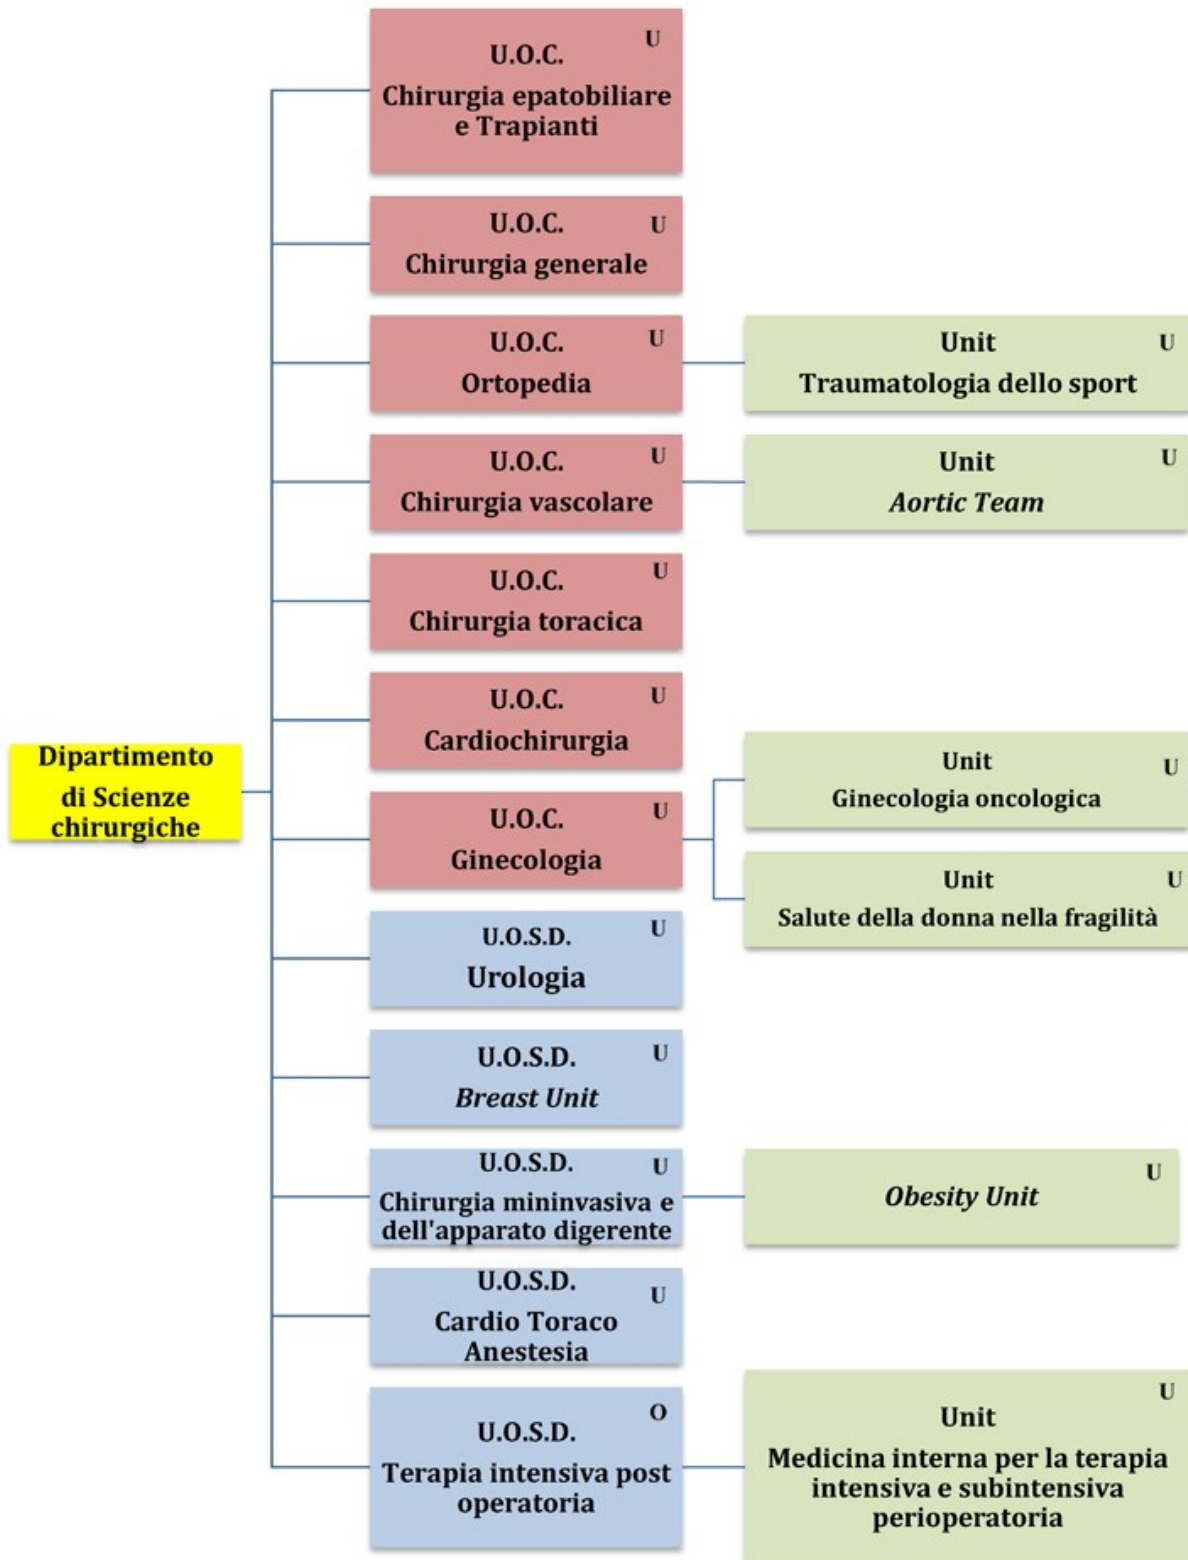 U.O.C. U
Chirurgia epatobiliare
e Trapianti
U.O.C. U
Chirurgia generale
U.O.C. U
Ortopedia
Unit U
Traumatologia dello sport
U.O.C. U
Chirurgia vascolare
Unit U
Aortic Team
U.O.C. U
Chirurgia toracica
U.O.C. U
Cardiochirurgia
Dipartimento
di Scienze
chirurgiche
U.O.C. U
Ginecologia
Unit U
Ginecologia oncologica
Unit U
Salute della donna nella fragilità
U.O.S.D. U
Urologia
U.O.S.D. U
Breast Unit
U.O.S.D. U
Chirurgia mininvasiva e
dell'apparato digerente
Obesity Unit U
U.O.S.D. U
Cardio Toraco
Anestesia
U.O.S.D. O
Terapia intensiva post
operatoria
Unit U
Medicina interna per la terapia
intensiva e subintensiva
perioperatoria